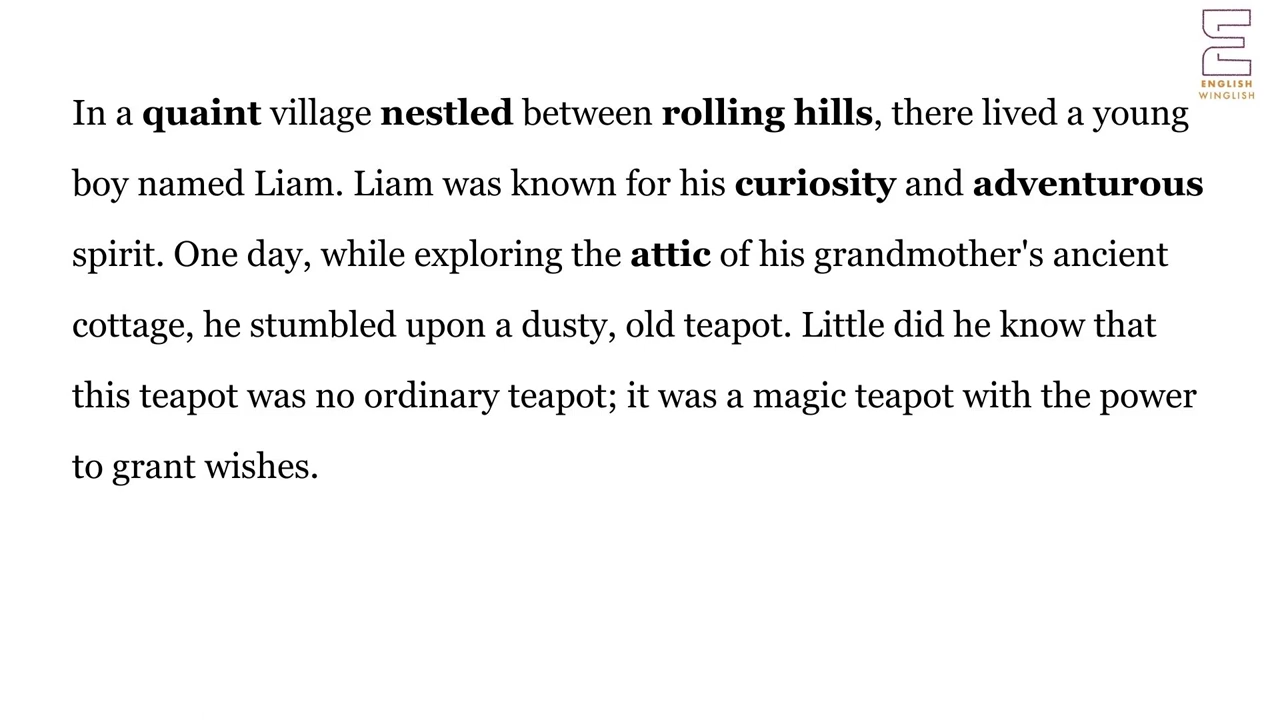 ENGLISH
WINGLISH
In a quaint village nestled between rolling hills, there lived a young
boy named Liam. Liam was known for his curiosity and adventurous
spirit. One day, while exploring the attic of his grandmother's ancient
cottage, he stumbled upon a dusty, old teapot. Little did he know that
this teapot was no ordinary teapot; it was a magic teapot with the power
to grant wishes.